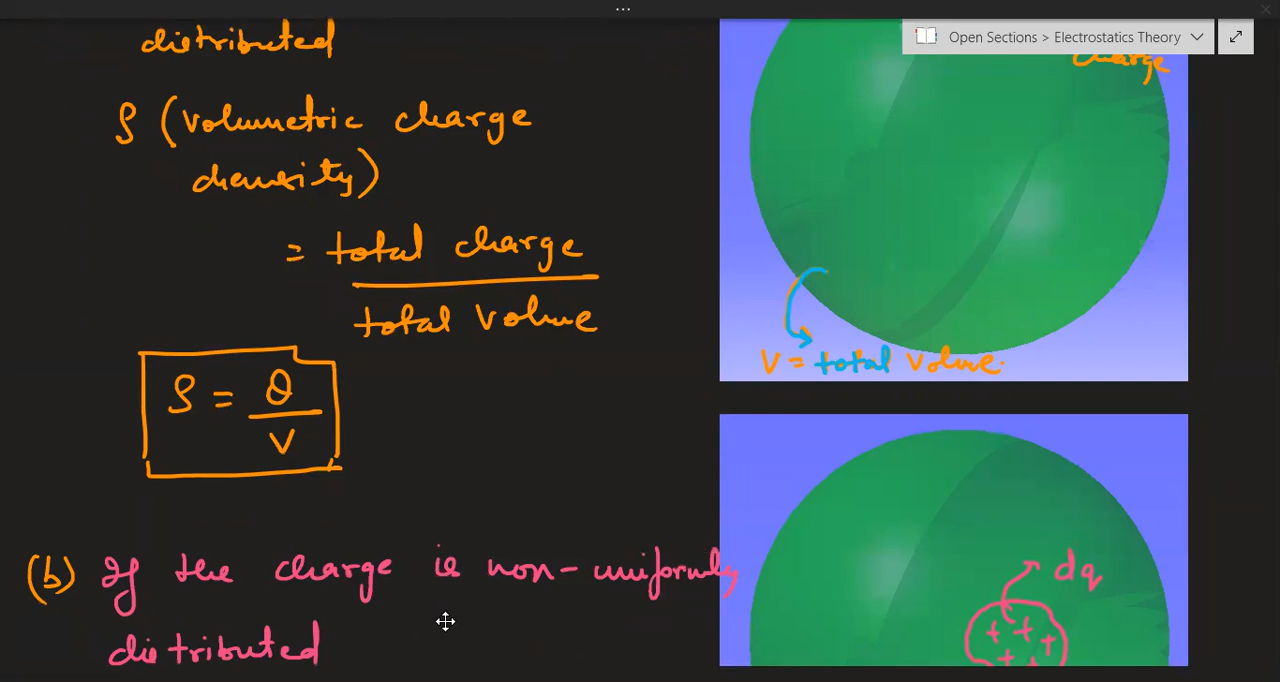 ...
Open Sections > Electrostatics Theory
distributed
charge
ρ (volumetric charge
density)
= total charge
total volume
ρ = Q
V
V = total volume.
(b) If the charge is non-uniformly
distributed
dq
+ + +
+ +